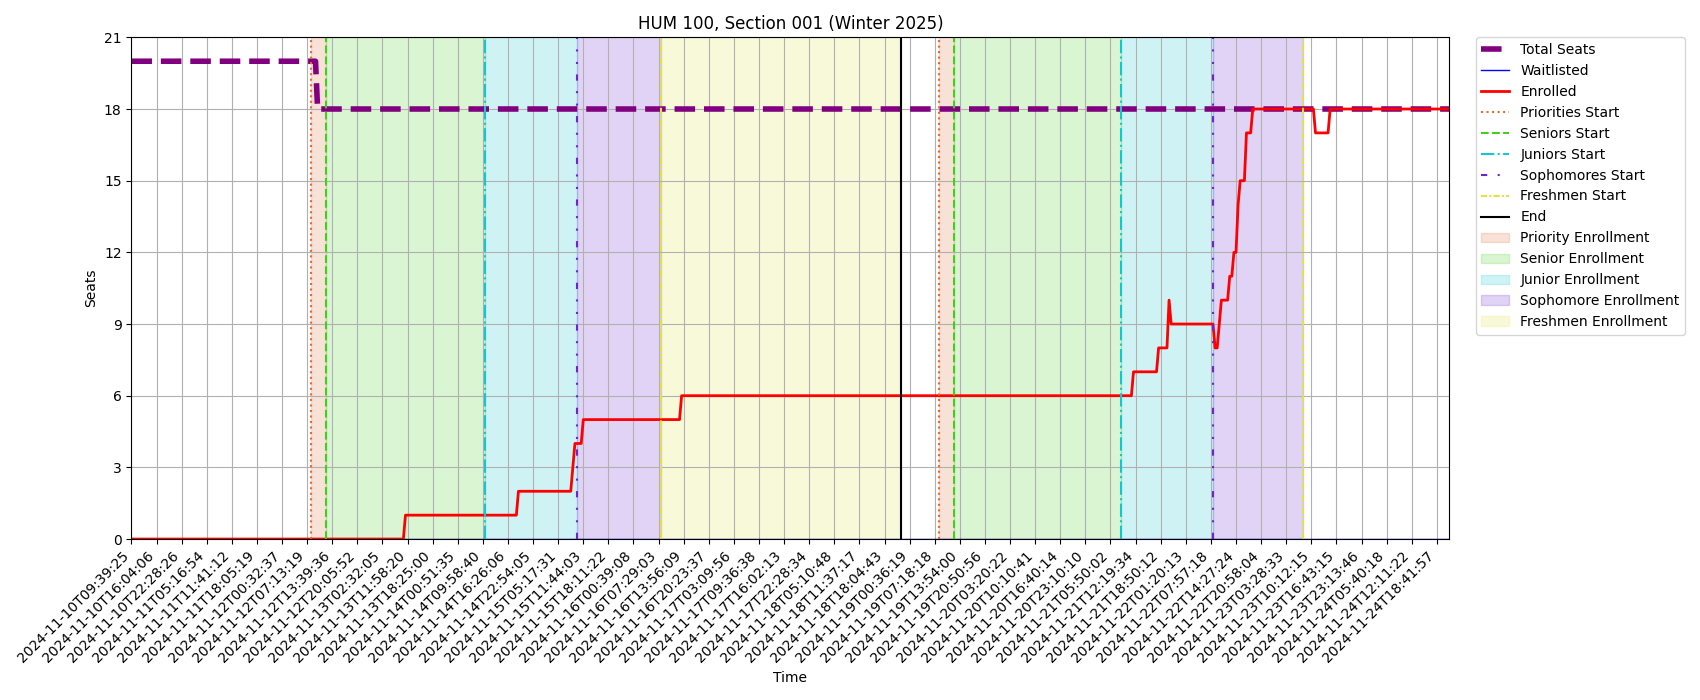 HUM 100, Section 001 (Winter 2025)
21
18
15
12
9
6
3
0
Seats
2024-11-10T09:39:25
2024-11-10T16:04:06
2024-11-10T22:28:26
2024-11-11T05:16:54
2024-11-11T11:41:12
2024-11-11T18:05:19
2024-11-12T00:32:37
2024-11-12T07:13:19
2024-11-12T13:39:36
2024-11-12T20:05:52
2024-11-13T03:32:05
2024-11-13T11:58:20
2024-11-13T18:25:00
2024-11-14T00:51:35
2024-11-14T09:58:40
2024-11-14T16:26:06
2024-11-14T22:54:05
2024-11-15T05:17:31
2024-11-15T11:44:03
2024-11-15T18:11:22
2024-11-16T00:39:08
2024-11-16T07:29:03
2024-11-16T13:56:09
2024-11-16T20:23:37
2024-11-17T03:09:56
2024-11-17T09:36:38
2024-11-17T16:02:13
2024-11-17T22:28:34
2024-11-18T05:10:48
2024-11-18T11:37:17
2024-11-18T18:04:43
2024-11-19T00:36:19
2024-11-19T07:18:18
2024-11-19T13:54:00
2024-11-19T20:50:56
2024-11-20T03:20:22
2024-11-20T10:10:41
2024-11-20T16:40:14
2024-11-20T23:10:10
2024-11-21T05:50:02
2024-11-21T12:19:34
2024-11-21T18:50:12
2024-11-22T01:20:13
2024-11-22T07:57:18
2024-11-22T14:27:24
2024-11-22T20:58:04
2024-11-23T03:28:33
2024-11-23T10:12:15
2024-11-23T16:43:15
2024-11-23T23:13:46
2024-11-24T05:40:18
2024-11-24T12:11:22
2024-11-24T18:41:57
Time
Total Seats
Waitlisted
Enrolled
Priorities Start
Seniors Start
Juniors Start
Sophomores Start
Freshmen Start
End
Priority Enrollment
Senior Enrollment
Junior Enrollment
Sophomore Enrollment
Freshmen Enrollment